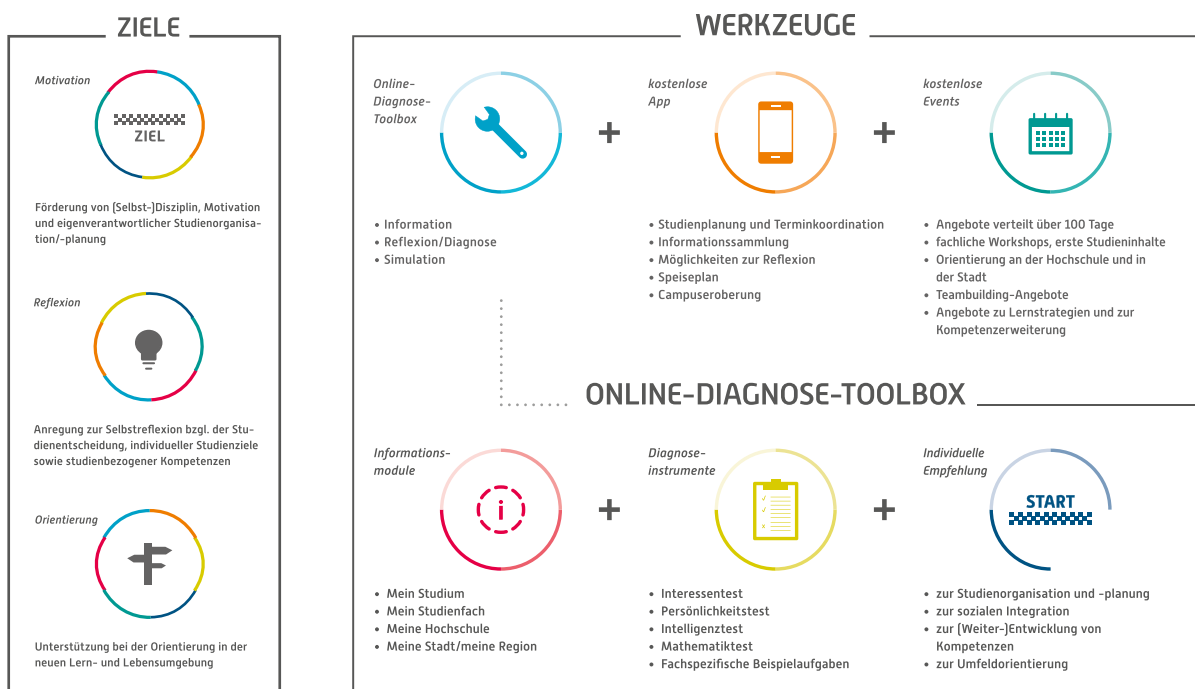 ZIELE
Motivation
ZIEL
Förderung von (Selbst-)Disziplin, Motivation
und eigenverantwortlicher Studienorganisa-
tion/-planung
Reflexion
Anregung zur Selbstreflexion bzgl. der Stu-
dienentscheidung, individueller Studienziele
sowie studienbezogener Kompetenzen
Orientierung
Unterstützung bei der Orientierung in der
neuen Lern- und Lebensumgebung
WERKZEUGE
Online-
Diagnose-
Toolbox
• Information
• Reflexion/Diagnose
• Simulation
+
kostenlose
App
• Studienplanung und Terminkoordination
• Informationssammlung
• Möglichkeiten zur Reflexion
• Speiseplan
• Campuseroberung
+
kostenlose
Events
• Angebote verteilt über 100 Tage
• fachliche Workshops, erste Studieninhalte
• Orientierung an der Hochschule und in
der Stadt
• Teambuilding-Angebote
• Angebote zu Lernstrategien und zur
Kompetenzerweiterung
ONLINE-DIAGNOSE-TOOLBOX
Informations-
module
i
• Mein Studium
• Mein Studienfach
• Meine Hochschule
• Meine Stadt/meine Region
+
Diagnose-
instrumente
• Interessentest
• Persönlichkeitstest
• Intelligenztest
• Mathematiktest
• Fachspezifische Beispielaufgaben
+
Individuelle
Empfehlung
START
• zur Studienorganisation und -planung
• zur sozialen Integration
• zur (Weiter-)Entwicklung von
Kompetenzen
• zur Umfeldorientierung